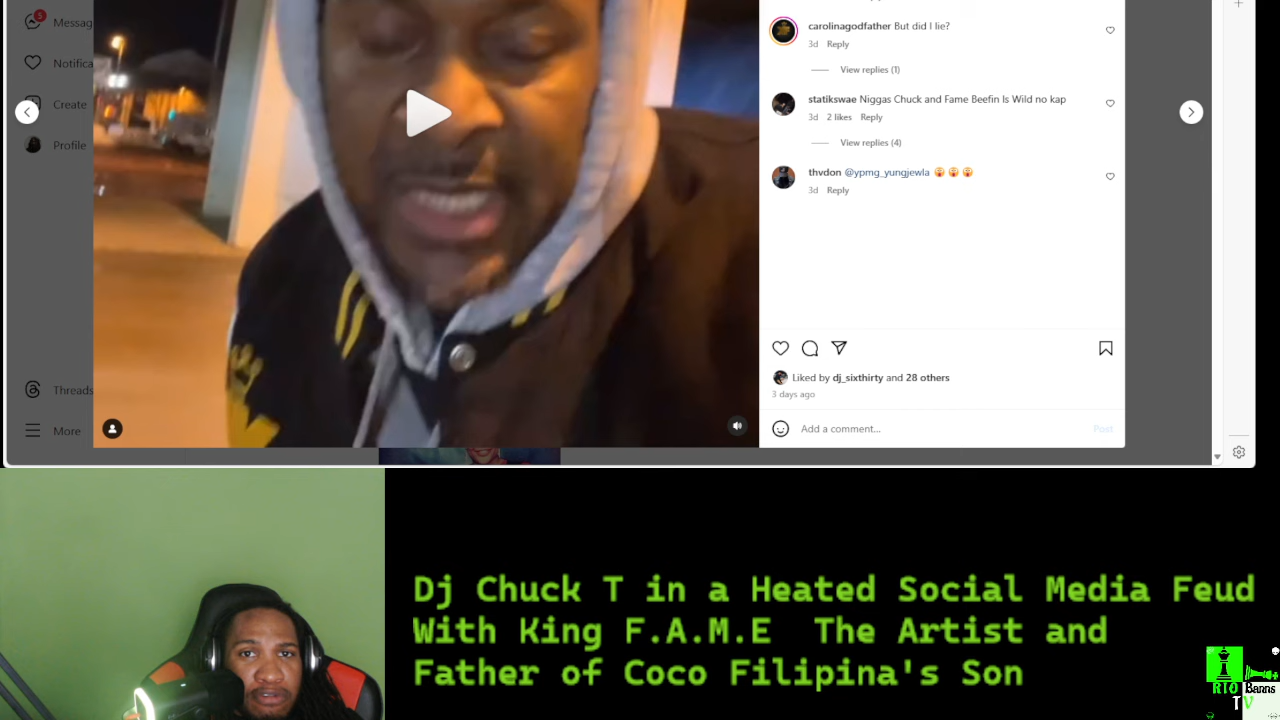 5
Messag
Notifica
Create
Profile
Threads
More
carolinagodfather But did I lie?
3d Reply
View replies (1)
statikswae Niggas Chuck and Fame Beefin Is Wild no kap
3d 2 likes Reply
View replies (4)
thvdon @ypmg_yungjewla
3d Reply
Liked by dj_sixthirty and 28 others
3 days ago
Add a comment...
Post
Dj Chuck T in a Heated Social Media Feud
With King F.A.M.E The Artist and
Father of Coco Filipina's Son
RIO Banns
TV